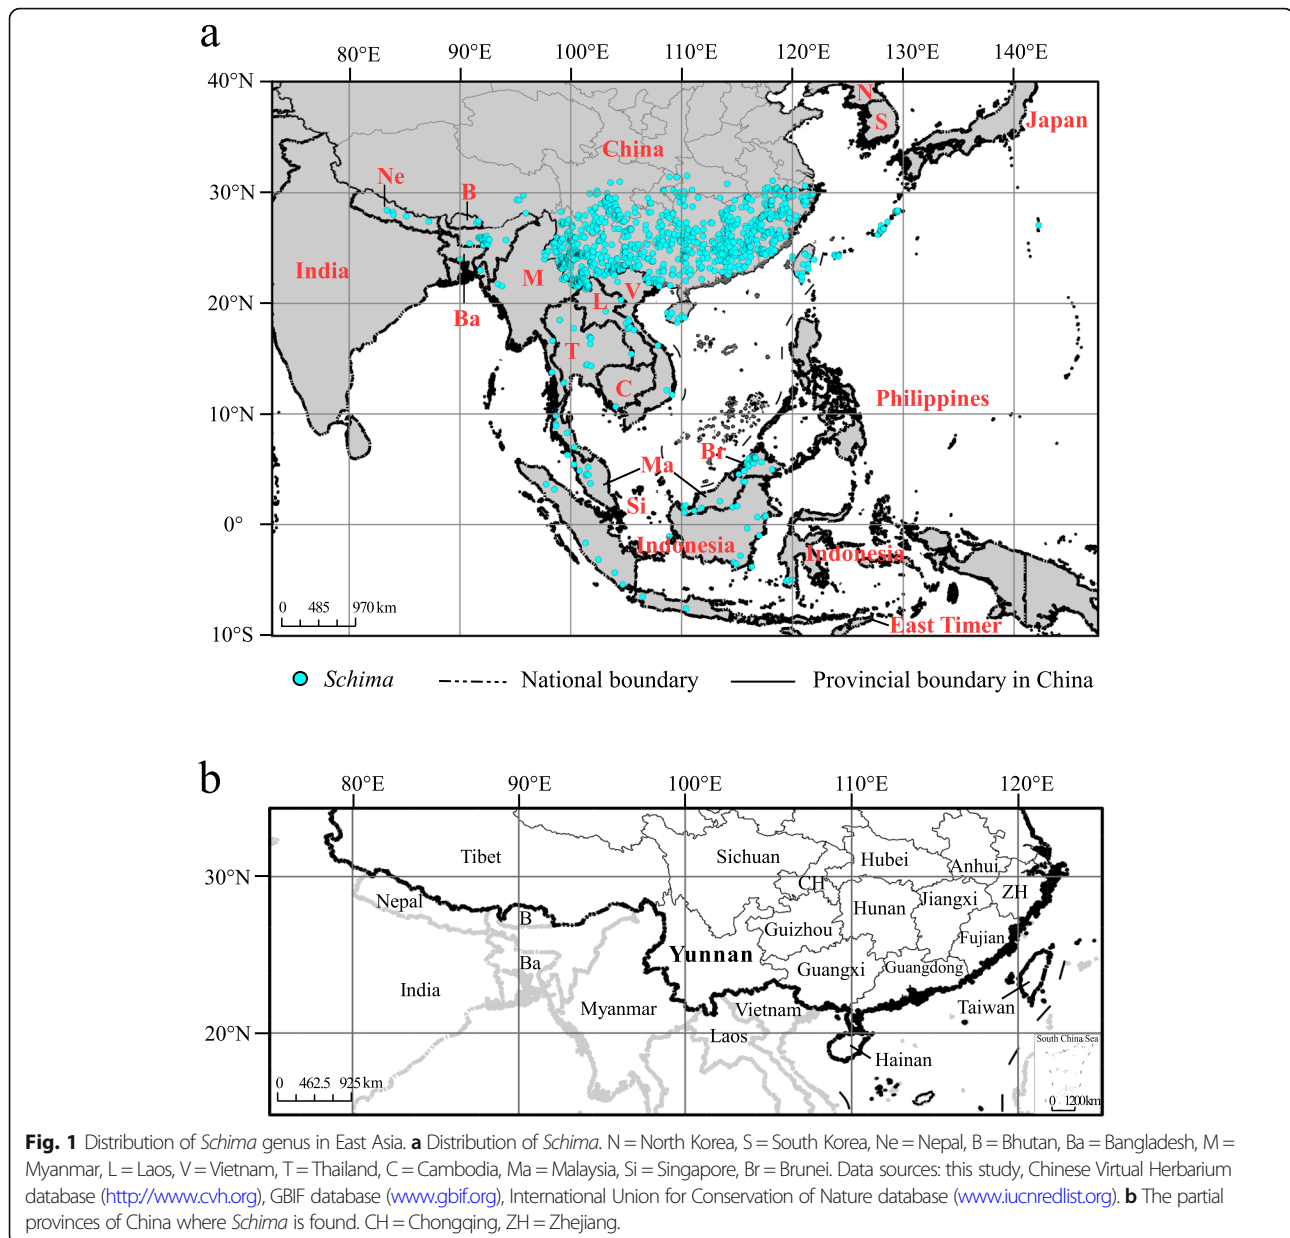 a
80°E 90°E 100°E 110°E 120°E 130°E 140°E
40°N
N
S
Japan
China
30°N
Ne
B
India
M
V
20°N
L
Ba
T
C
Philippines
10°N
Br
Ma
Si
0°
Indonesia
Indonesia
0 485 970 km
East Timer
10°S
Schima National boundary Provincial boundary in China
b
80°E 90°E 100°E 110°E 120°E
Tibet Sichuan Hubei Anhui
30°N
CH ZH
Nepal Hunan Jiangxi
B
Guizhou Fujian
Yunnan
Ba Guangxi Guangdong
India
Myanmar Vietnam Taiwan
20°N
Laos
South China Sea
Hainan
0 462.5 925 km
0 1200km
Fig. 1 Distribution of Schima genus in East Asia. a Distribution of Schima. N = North Korea, S = South Korea, Ne = Nepal, B = Bhutan, Ba = Bangladesh, M =
Myanmar, L = Laos, V = Vietnam, T = Thailand, C = Cambodia, Ma = Malaysia, Si = Singapore, Br = Brunei. Data sources: this study, Chinese Virtual Herbarium
database (http://www.cvh.org), GBIF database (www.gbif.org), International Union for Conservation of Nature database (www.iucnredlist.org). b The partial
provinces of China where Schima is found. CH = Chongqing, ZH = Zhejiang.